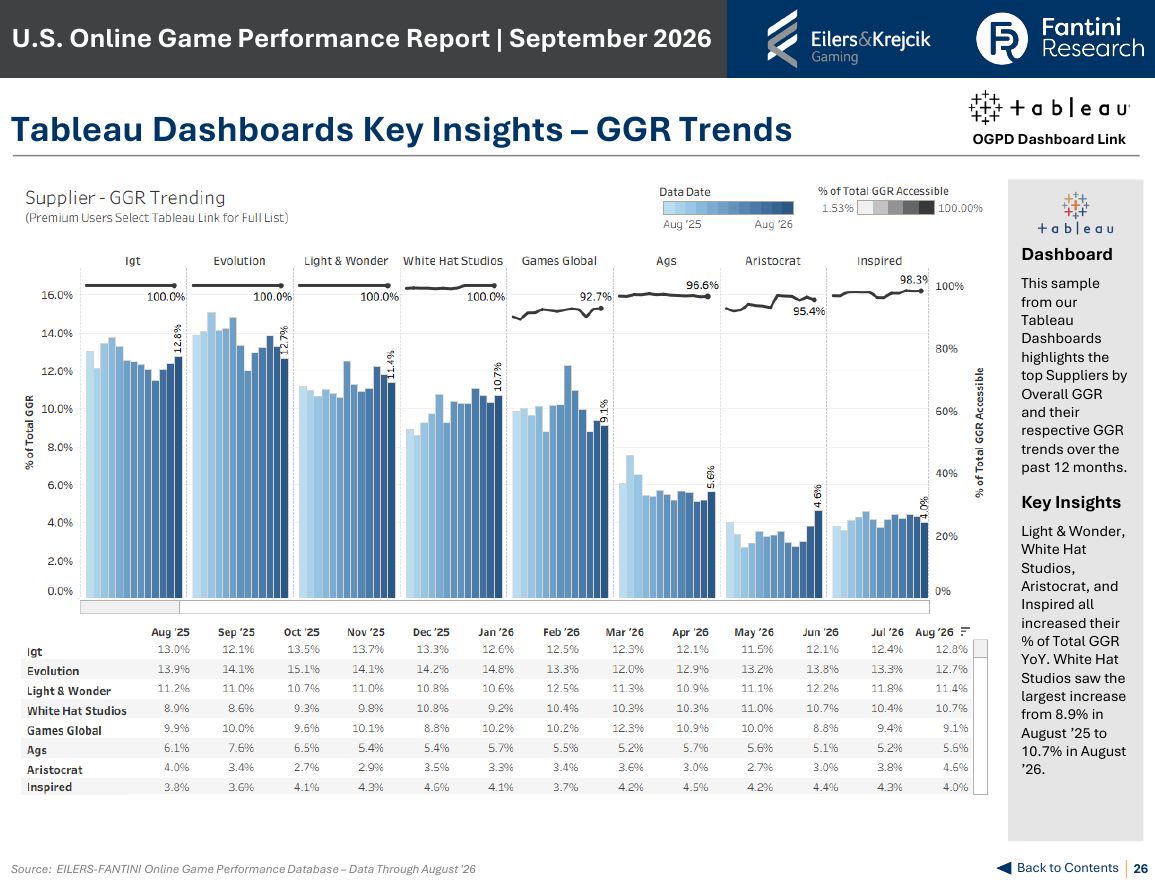 U.S. Online Game Performance Report | September 2026
Eilers&Krejcik
Gaming
Fantini
Research
Tableau Dashboards Key Insights – GGR Trends
+ a b | e a u
OGPD Dashboard Link
Supplier - GGR Trending
(Premium Users Select Tableau Link for Full List)
Data Date
Aug '25 Aug '26
% of Total GGR Accessible
1.53% 100.00%
Igt Evolution Light & Wonder White Hat Studios Games Global Ags Aristocrat Inspired
100.0% 100.0% 100.0% 100.0% 92.7% 96.6% 95.4% 98.3%
12.8% 12.7% 11.4% 10.7% 9.1% 5.6% 4.6% 4.0%
% of Total GGR
16.0%
14.0%
12.0%
10.0%
8.0%
6.0%
4.0%
2.0%
0.0%
100%
80%
60%
40%
20%
0%
% of Total GGR Accessible
Aug '25 Sep '25 Oct '25 Nov '25 Dec '25 Jan '26 Feb '26 Mar '26 Apr '26 May '26 Jun '26 Jul '26 Aug '26
Igt 13.0% 12.1% 13.5% 13.7% 13.3% 12.6% 12.5% 12.3% 12.1% 11.5% 12.1% 12.4% 12.8%
Evolution 13.9% 14.1% 15.1% 14.1% 14.2% 14.8% 13.3% 12.0% 12.9% 13.2% 13.8% 13.3% 12.7%
Light & Wonder 11.2% 11.0% 10.7% 11.0% 10.8% 10.6% 12.5% 11.3% 10.9% 11.1% 12.2% 11.8% 11.4%
White Hat Studios 8.9% 8.6% 9.3% 9.8% 10.8% 9.2% 10.4% 10.3% 10.3% 11.0% 10.7% 10.4% 10.7%
Games Global 9.9% 10.0% 9.6% 10.1% 8.8% 10.2% 10.2% 12.3% 10.9% 10.0% 8.8% 9.4% 9.1%
Ags 6.1% 7.6% 6.5% 5.4% 5.4% 5.7% 5.5% 5.2% 5.7% 5.6% 5.1% 5.2% 5.6%
Aristocrat 4.0% 3.4% 2.7% 2.9% 3.5% 3.3% 3.4% 3.6% 3.0% 2.7% 3.0% 3.8% 4.6%
Inspired 3.8% 3.6% 4.1% 4.3% 4.6% 4.1% 3.7% 4.2% 4.5% 4.2% 4.4% 4.3% 4.0%
+ a b | e a u
Dashboard
This sample
from our
Tableau
Dashboards
highlights the
top Suppliers by
Overall GGR
and their
respective GGR
trends over the
past 12 months.
Key Insights
Light & Wonder,
White Hat
Studios,
Aristocrat, and
Inspired all
increased their
% of Total GGR
YoY. White Hat
Studios saw the
largest increase
from 8.9% in
August '25 to
10.7% in August
'26.
Source: EILERS-FANTINI Online Game Performance Database – Data Through August '26
Back to Contents | 26